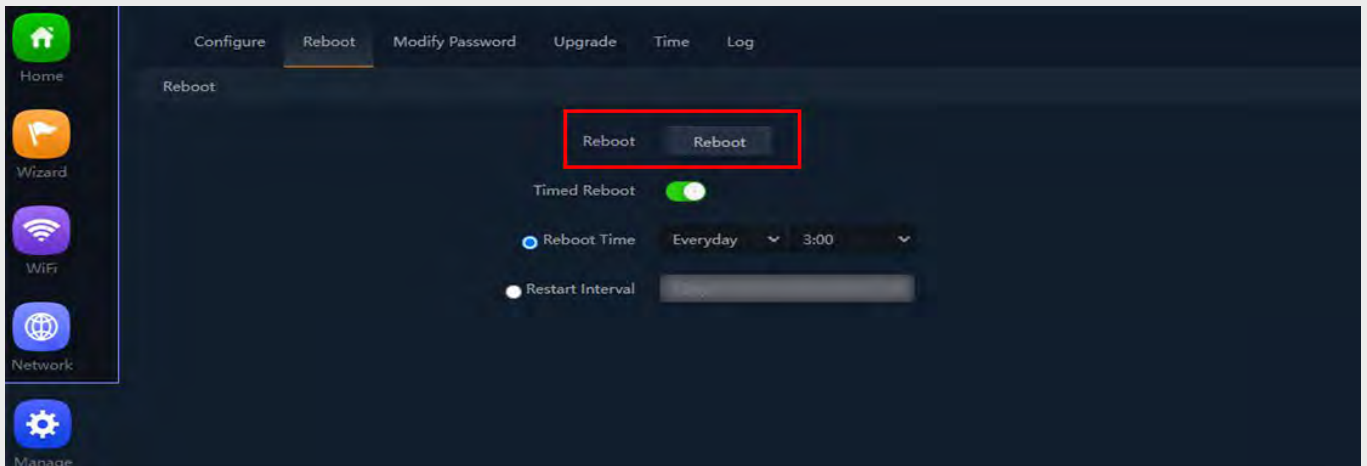 Home
Wizard
WiFi
Network
Manage
Configure Reboot Modify Password Upgrade Time Log
Reboot
Reboot Reboot
Timed Reboot
Reboot Time Everyday 3:00
Restart Interval